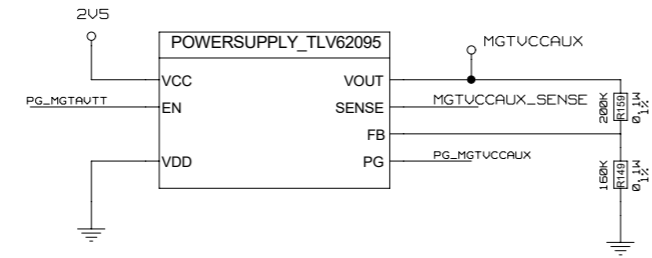 2V5
POWERSUPPLY_TLV62095
MGTVCCAUX
VCC
VOUT
PG_MGTAVTT
EN
SENSE
MGTVCCAUX_SENSE
FB
VDD
PG
PG_MGTVCCAUX
200K
R159
0.1W
1%
160K
R149
0.1W
1%